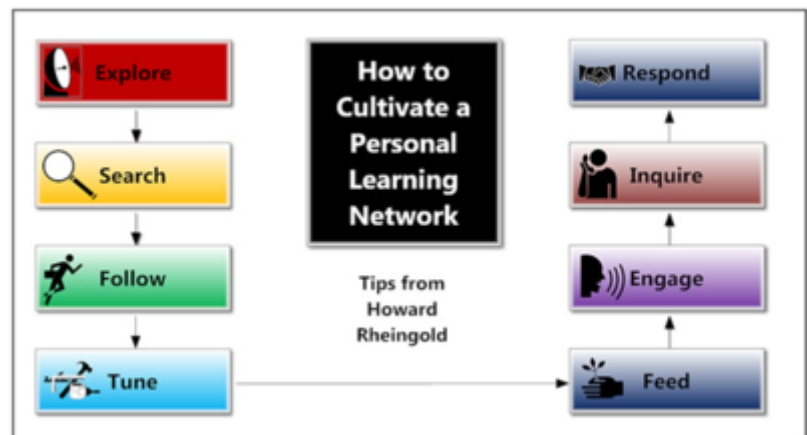 Explore
Search
Follow
Tune
How to
Cultivate a
Personal
Learning
Network
Tips from
Howard
Rheingold
Feed
Engage
Inquire
Respond